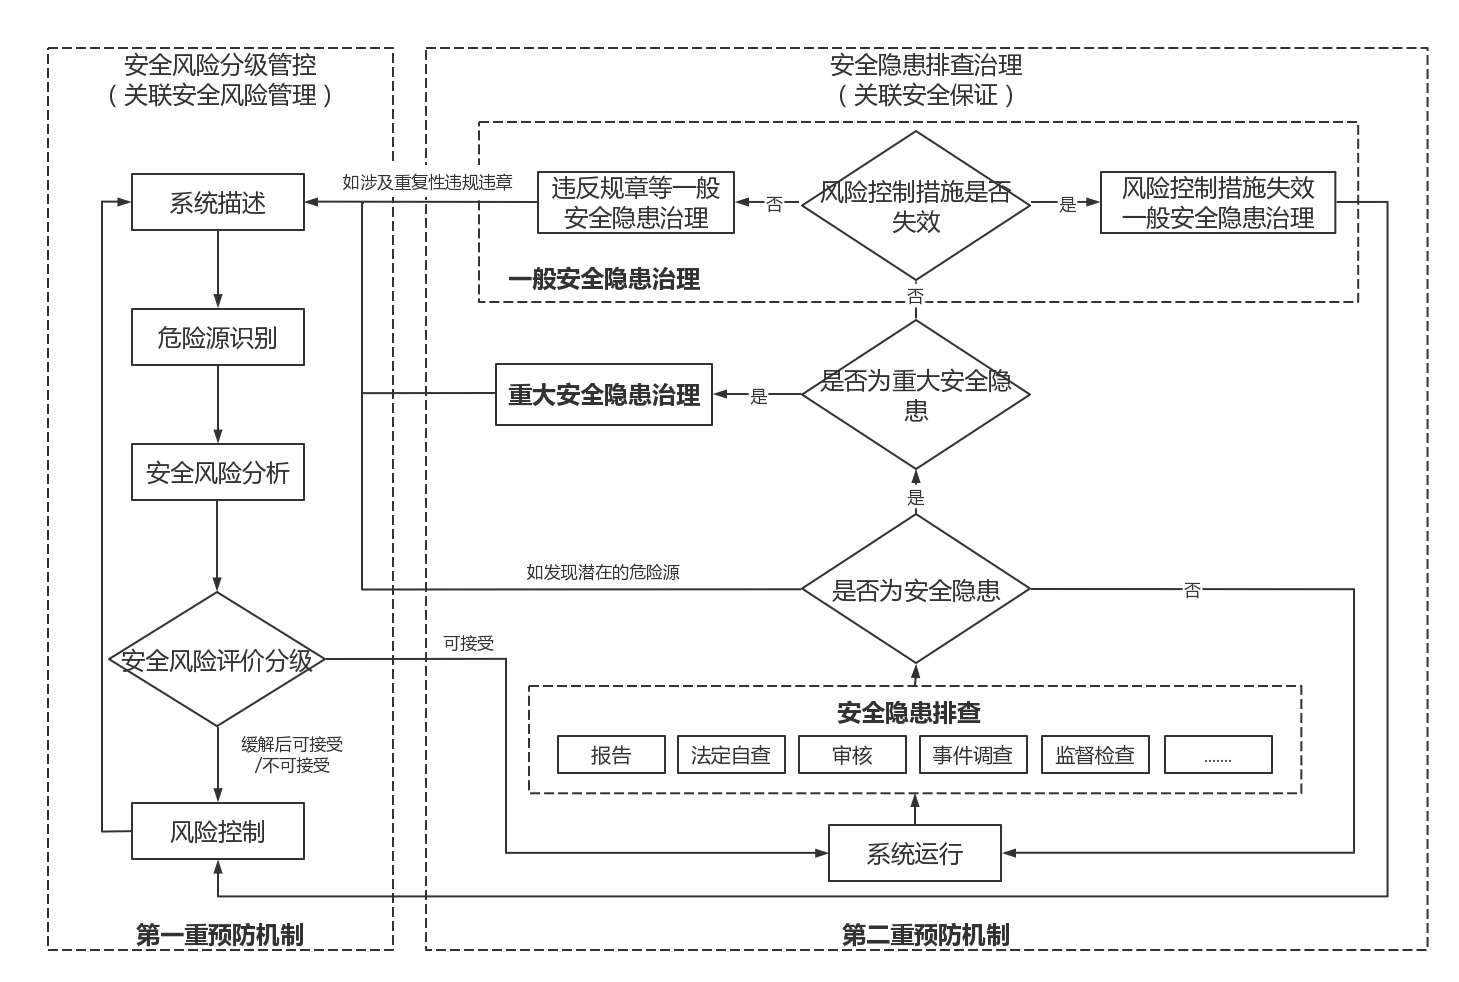 安全风险分级管控
（关联安全风险管理）
系统描述
危险源识别
安全风险分析
安全风险评价分级
缓解后可接受
/不可接受
风险控制
第一重预防机制
安全隐患排查治理
（关联安全保证）
如涉及重复性违规违章
违反规章等一般
安全隐患治理
否
风险控制措施是否
失效
是
风险控制措施失效
一般安全隐患治理
一般安全隐患治理
否
重大安全隐患治理
是
是否为重大安全隐
患
是
如发现潜在的危险源
是否为安全隐患
否
可接受
安全隐患排查
报告
法定自查
审核
事件调查
监督检查
.......
系统运行
第二重预防机制